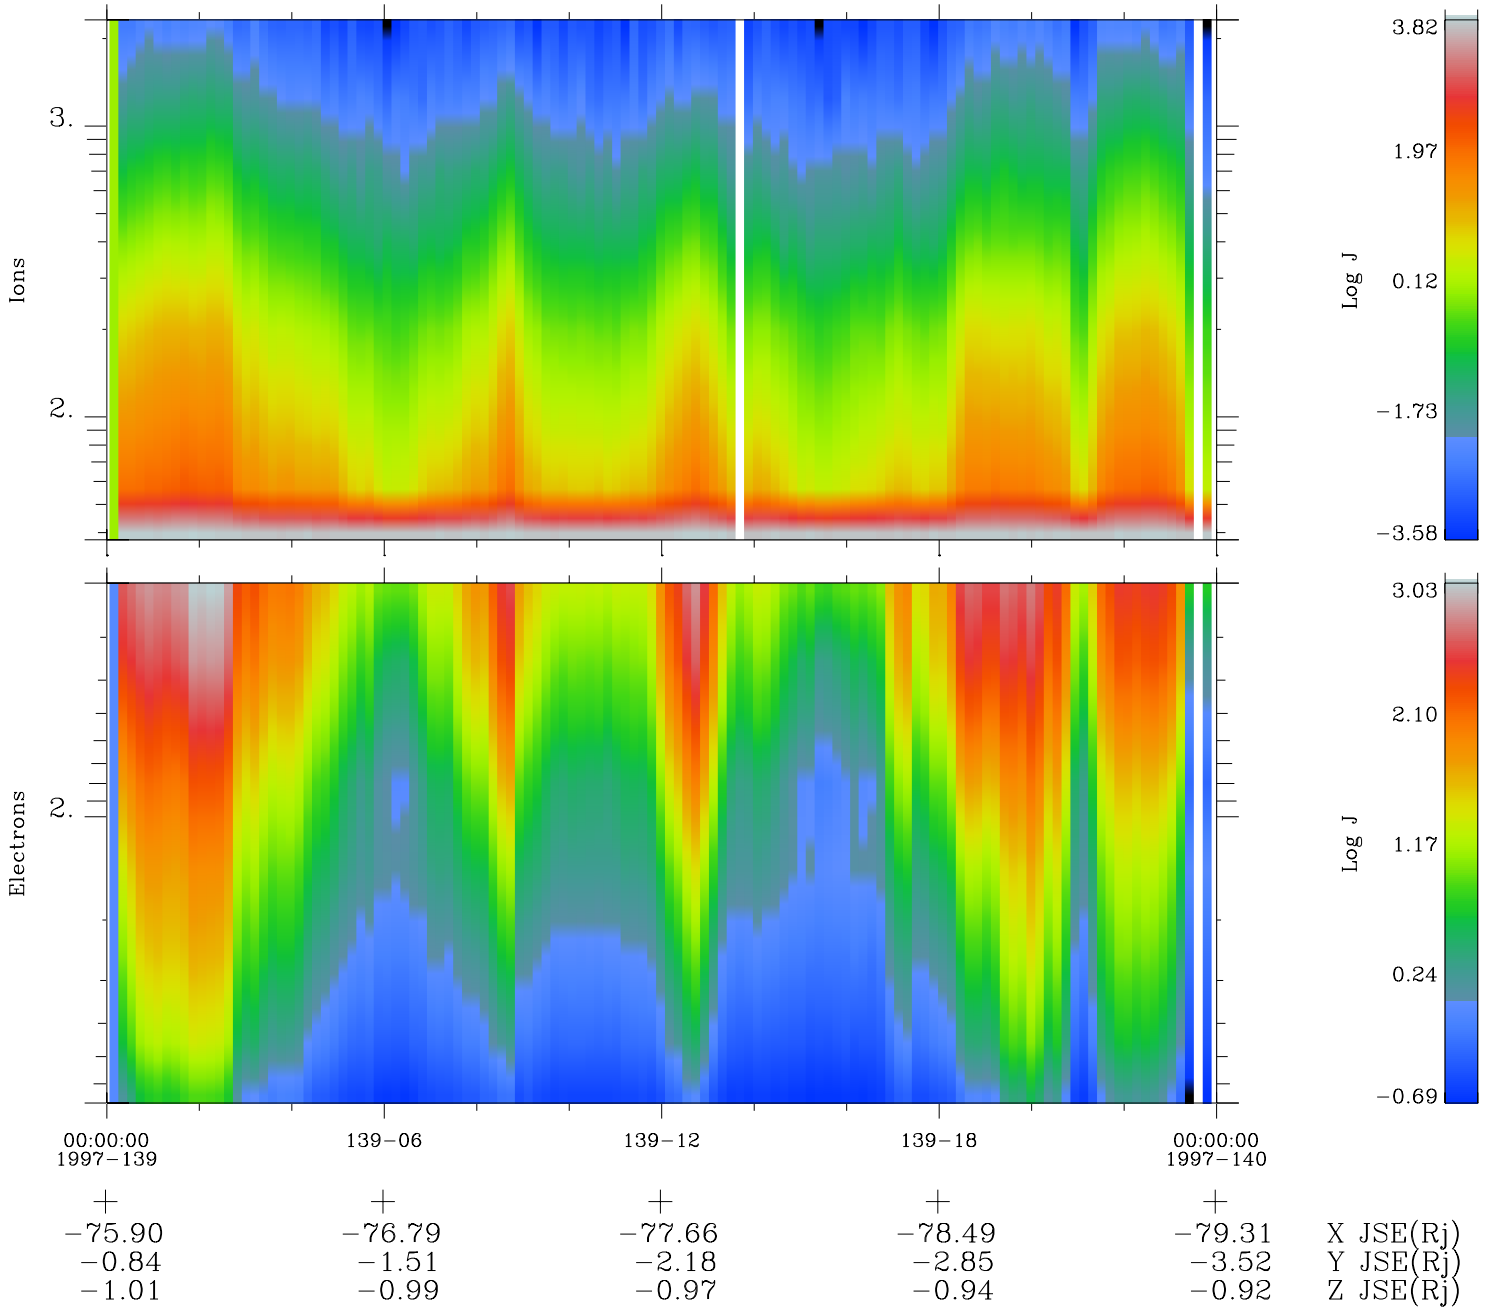 3.
2.
Ions
3.82
1.97
0.12
−1.73
−3.58
Log J
2.
Electrons
3.03
2.10
1.17
0.24
−0.69
Log J
00:00:00 139−06 139−12 139−18 00:00:00
1997−139 1997−140
−75.90 −76.79 −77.66 −78.49 −79.31 X JSE(Rj)
−0.84 −1.51 −2.18 −2.85 −3.52 Y JSE(Rj)
−1.01 −0.99 −0.97 −0.94 −0.92 Z JSE(Rj)